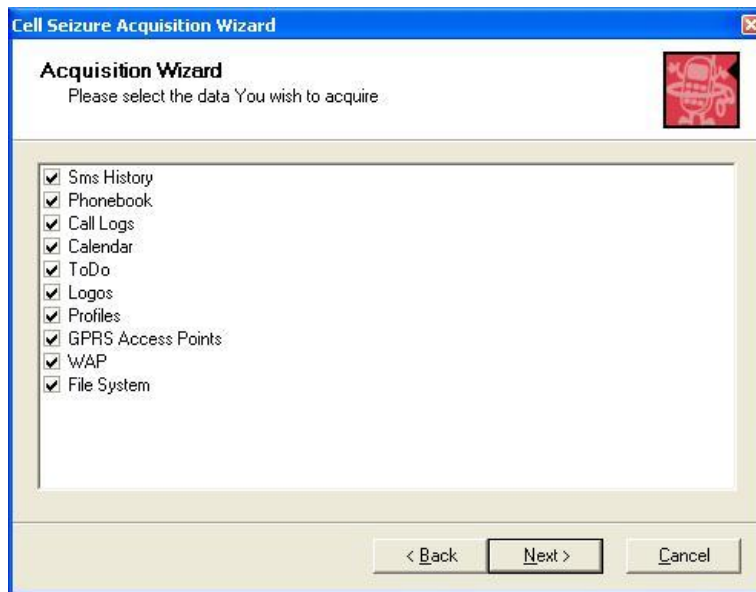 Cell Seizure Acquisition Wizard
Acquisition Wizard
Please select the data You wish to acquire
Sms History
Phonebook
Call Logs
Calendar
ToDo
Logos
Profiles
GPRS Access Points
WAP
File System
< Back Next > Cancel